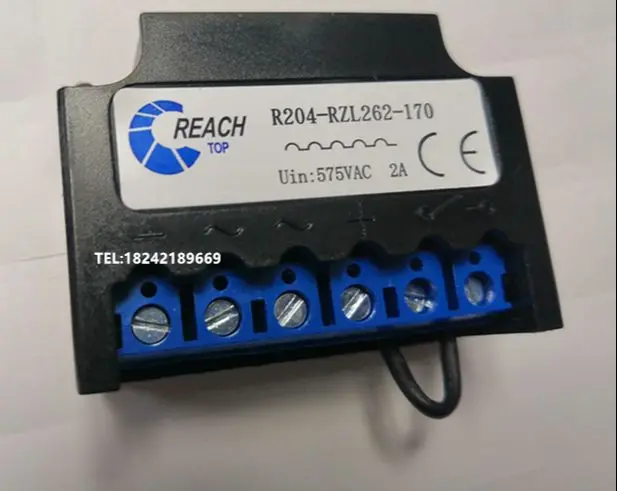 REACH
TOP
R204-RZL262-170
Uin:575VAC 2A
CE
TEL:18242189669